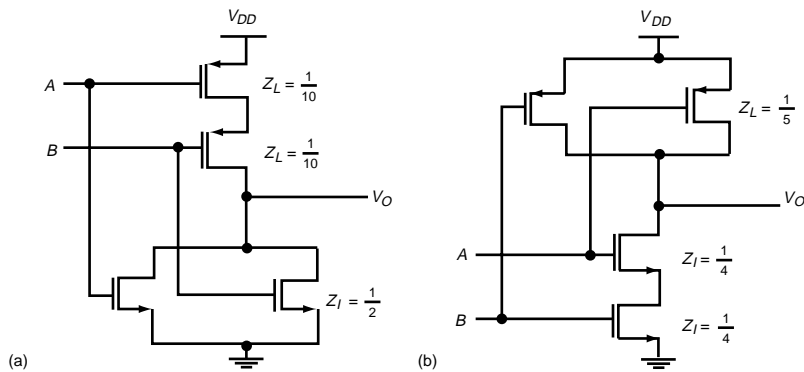 V_DD
A
Z_L = 1/10
B
Z_L = 1/10
V_O
Z_I = 1/2
(a)
V_DD
Z_L = 1/5
V_O
A
Z_I = 1/4
B
Z_I = 1/4
(b)